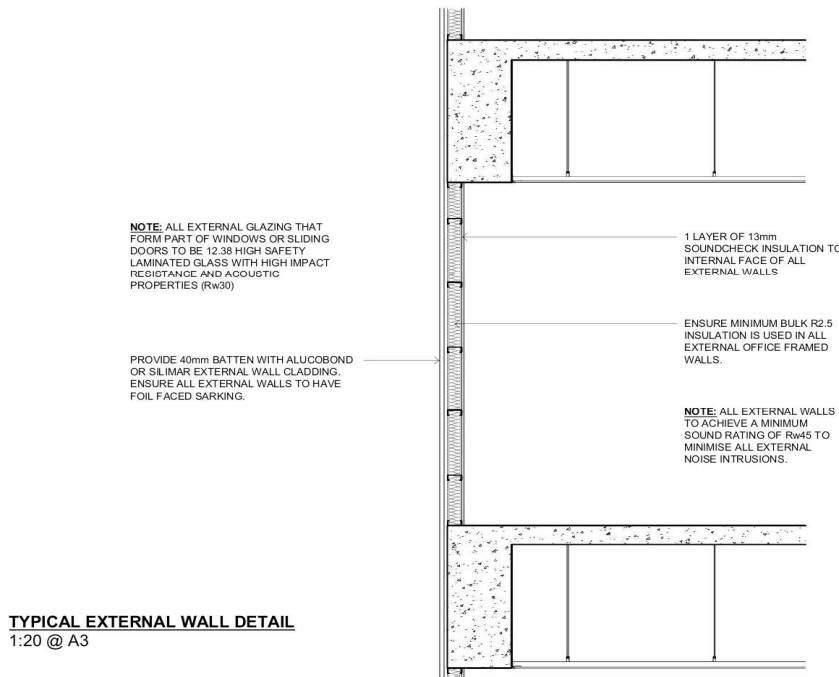 NOTE: ALL EXTERNAL GLAZING THAT
FORM PART OF WINDOWS OR SLIDING
DOORS TO BE 12.38 HIGH SAFETY
LAMINATED GLASS WITH HIGH IMPACT
RESISTANCE AND ACOUSTIC
PROPERTIES (Rw30)
PROVIDE 40mm BATTEN WITH ALUCOBOND
OR SILIMAR EXTERNAL WALL CLADDING.
ENSURE ALL EXTERNAL WALLS TO HAVE
FOIL FACED SARKING.
1 LAYER OF 13mm
SOUNDCHECK INSULATION TO
INTERNAL FACE OF ALL
EXTERNAL WALLS
ENSURE MINIMUM BULK R2.5
INSULATION IS USED IN ALL
EXTERNAL OFFICE FRAMED
WALLS.
NOTE: ALL EXTERNAL WALLS
TO ACHIEVE A MINIMUM
SOUND RATING OF Rw45 TO
MINIMISE ALL EXTERNAL
NOISE INTRUSIONS.
TYPICAL EXTERNAL WALL DETAIL
1:20 @ A3